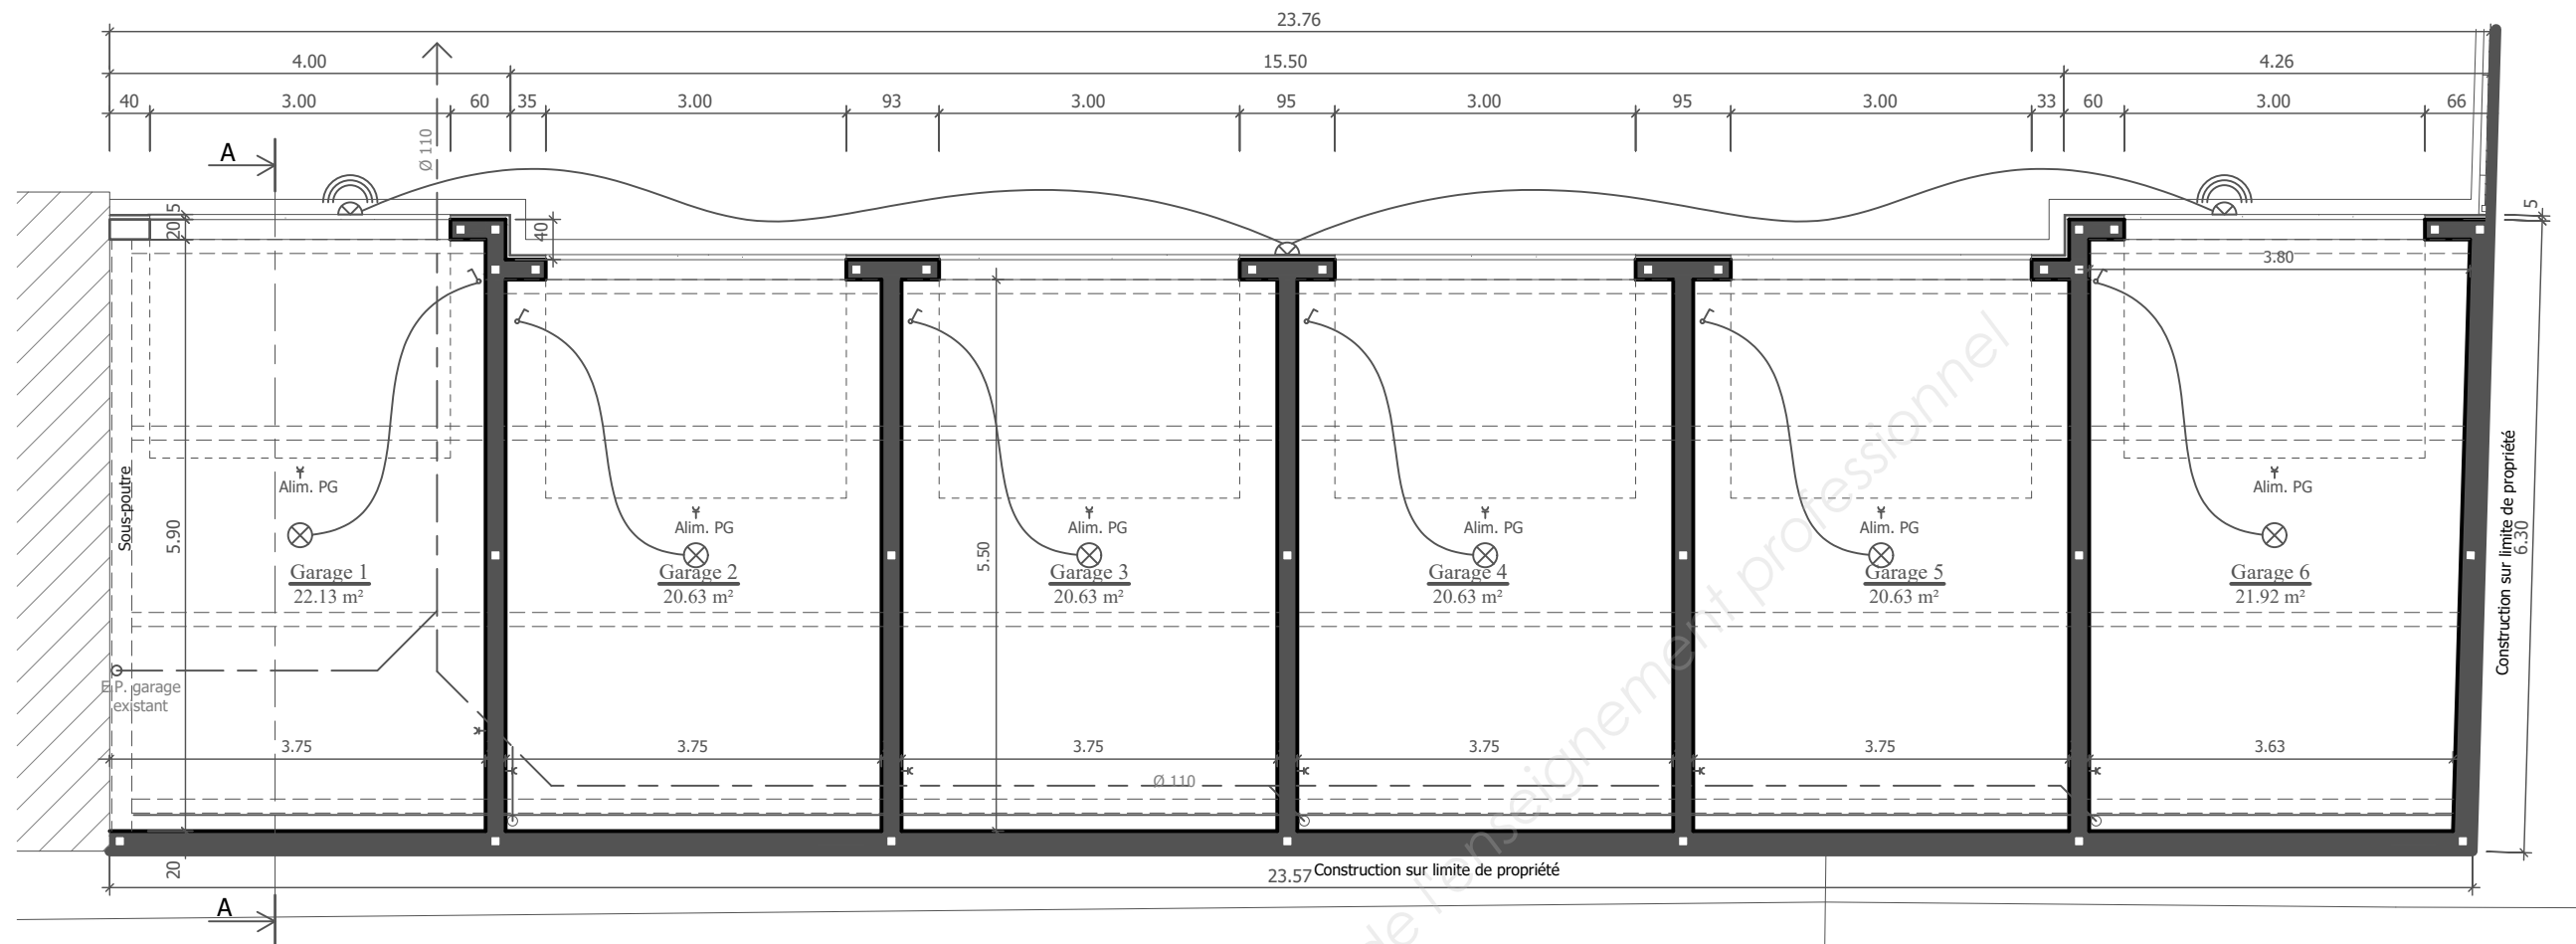 23.76
4.00 15.50 4.26
40 3.00 60 35 3.00 93 3.00 95 3.00 95 3.00 33 60 3.00 66
A
Ø 110
5
20
40
5
3.80
Sous-poutre
5.90
5.50
Alim. PG
Alim. PG
Alim. PG
Alim. PG
Alim. PG
Alim. PG
Garage 1
22.13 m²
Garage 2
20.63 m²
Garage 3
20.63 m²
Garage 4
20.63 m²
Garage 5
20.63 m²
Garage 6
21.92 m²
Construction sur limite de propriété
6.30
E.P. garage
existant
3.75 3.75 3.75 3.75 3.75 3.63
Ø 110
20
23.57
Construction sur limite de propriété
A
de l'enseignement professionnel